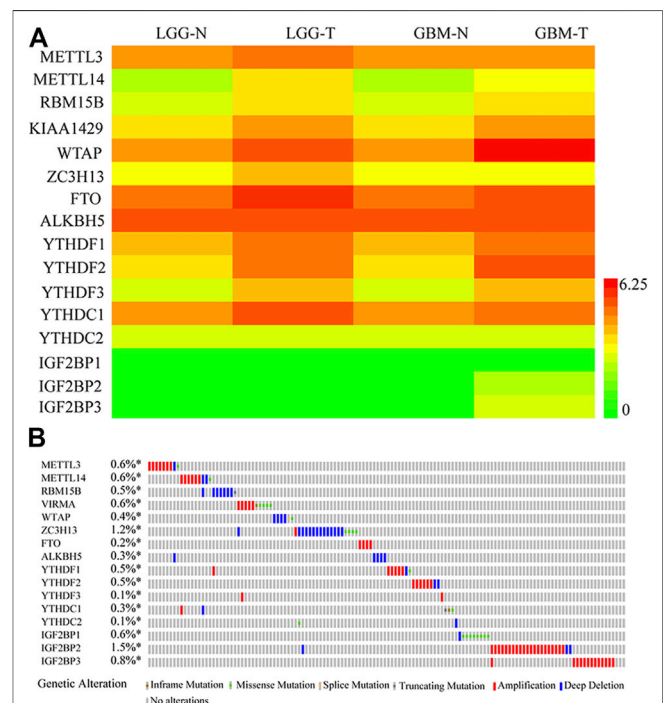 A
LGG-N LGG-T GBM-N GBM-T
METTL3
METTL14
RBM15B
KIAA1429
WTAP
ZC3H13
FTO
ALKBH5
YTHDF1
YTHDF2
YTHDF3
YTHDC1
YTHDC2
IGF2BP1
IGF2BP2
IGF2BP3
6.25
0
B
METTL3 0.6%*
METTL14 0.6%*
RBM15B 0.5%*
VIRMA 0.6%*
WTAP 0.4%*
ZC3H13 1.2%*
FTO 0.2%*
ALKBH5 0.3%*
YTHDF1 0.5%*
YTHDF2 0.5%*
YTHDF3 0.1%*
YTHDC1 0.3%*
YTHDC2 0.1%*
IGF2BP1 0.6%*
IGF2BP2 1.5%*
IGF2BP3 0.8%*
Genetic Alteration Inframe Mutation Missense Mutation Splice Mutation Truncating Mutation Amplification Deep Deletion
No alterations